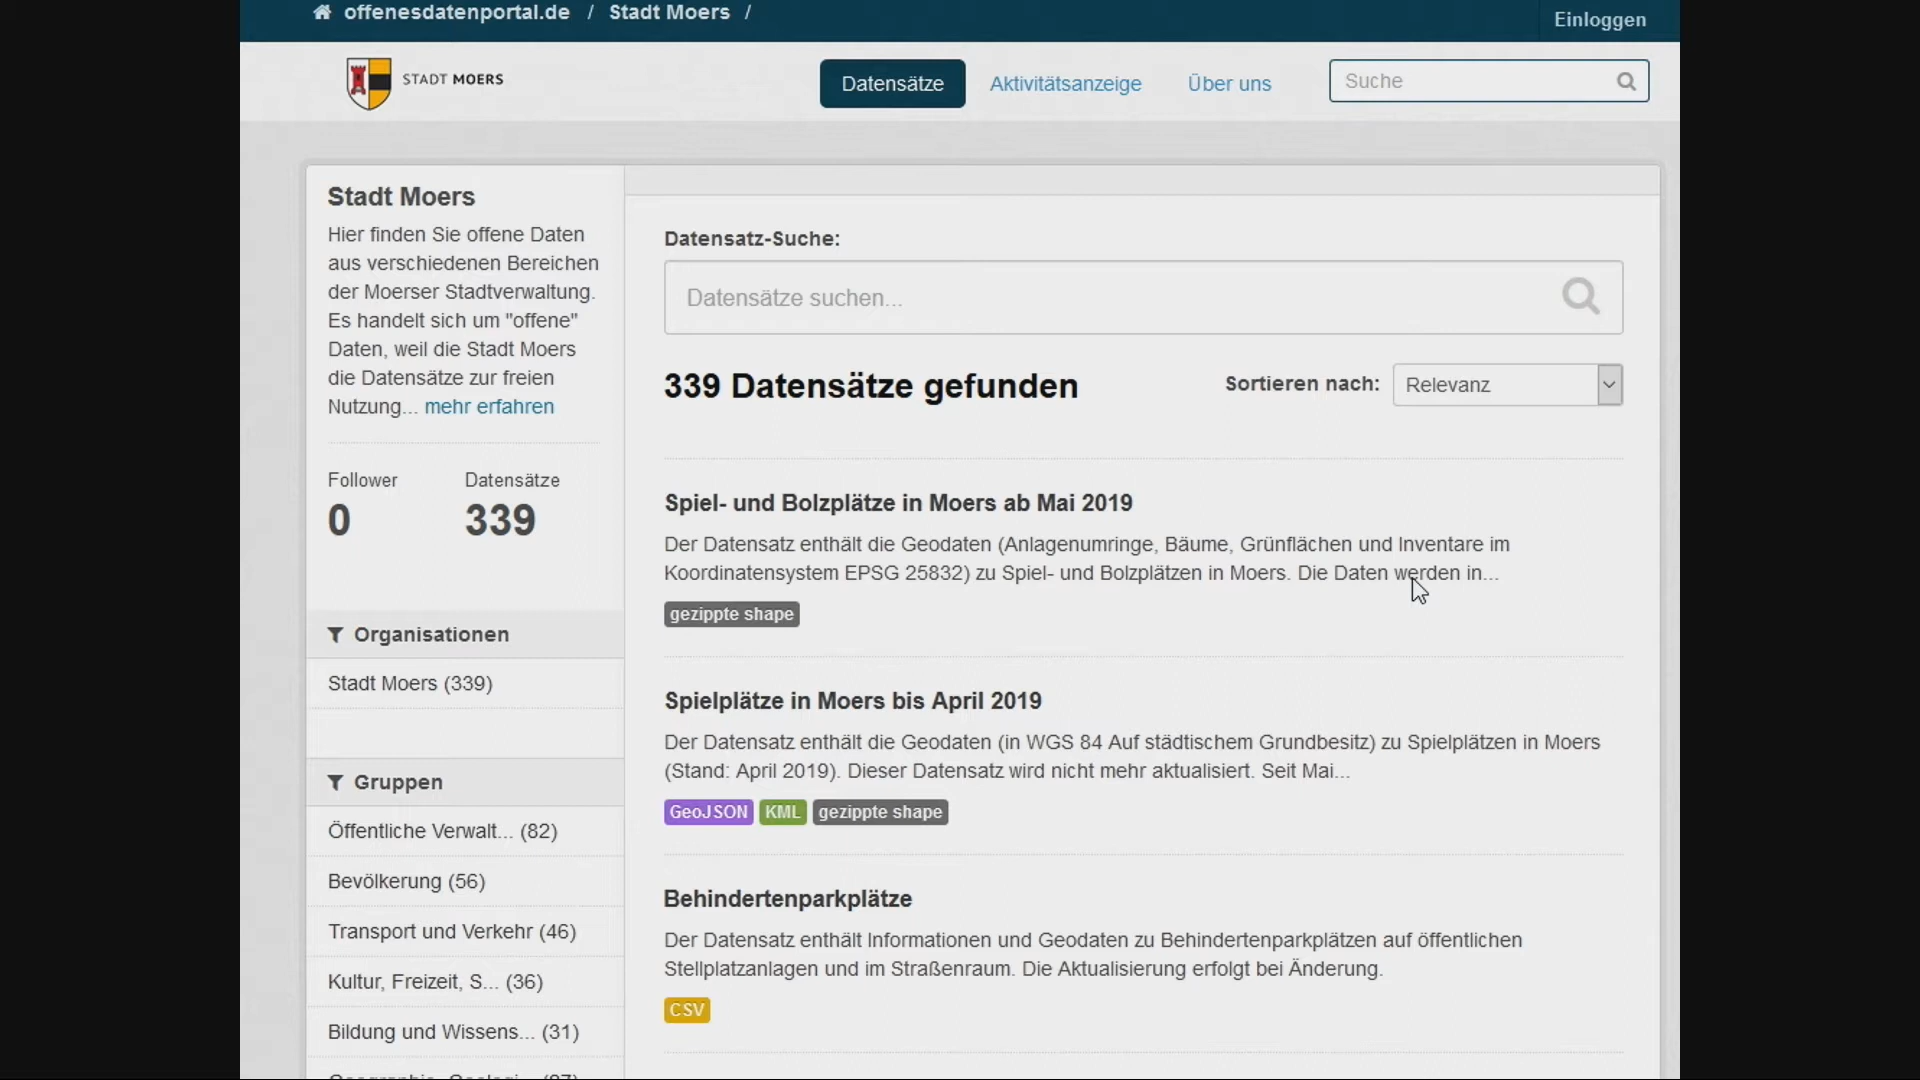 offenesdatenportal.de / Stadt Moers /
Einloggen
STADT MOERS
Datensätze
Aktivitätsanzeige
Über uns
Suche
Stadt Moers
Hier finden Sie offene Daten
aus verschiedenen Bereichen
der Moerser Stadtverwaltung.
Es handelt sich um "offene"
Daten, weil die Stadt Moers
die Datensätze zur freien
Nutzung... mehr erfahren
Follower
0
Datensätze
339
Organisationen
Stadt Moers (339)
Gruppen
Öffentliche Verwalt... (82)
Bevölkerung (56)
Transport und Verkehr (46)
Kultur, Freizeit, S... (36)
Bildung und Wissens... (31)
Datensatz-Suche:
Datensätze suchen...
339 Datensätze gefunden
Sortieren nach:
Relevanz
Spiel- und Bolzplätze in Moers ab Mai 2019
Der Datensatz enthält die Geodaten (Anlagenumringe, Bäume, Grünflächen und Inventare im
Koordinatensystem EPSG 25832) zu Spiel- und Bolzplätzen in Moers. Die Daten werden in...
gezippte shape
Spielplätze in Moers bis April 2019
Der Datensatz enthält die Geodaten (in WGS 84 Auf städtischem Grundbesitz) zu Spielplätzen in Moers
(Stand: April 2019). Dieser Datensatz wird nicht mehr aktualisiert. Seit Mai...
GeoJSON KML gezippte shape
Behindertenparkplätze
Der Datensatz enthält Informationen und Geodaten zu Behindertenparkplätzen auf öffentlichen
Stellplatzanlagen und im Straßenraum. Die Aktualisierung erfolgt bei Änderung.
CSV